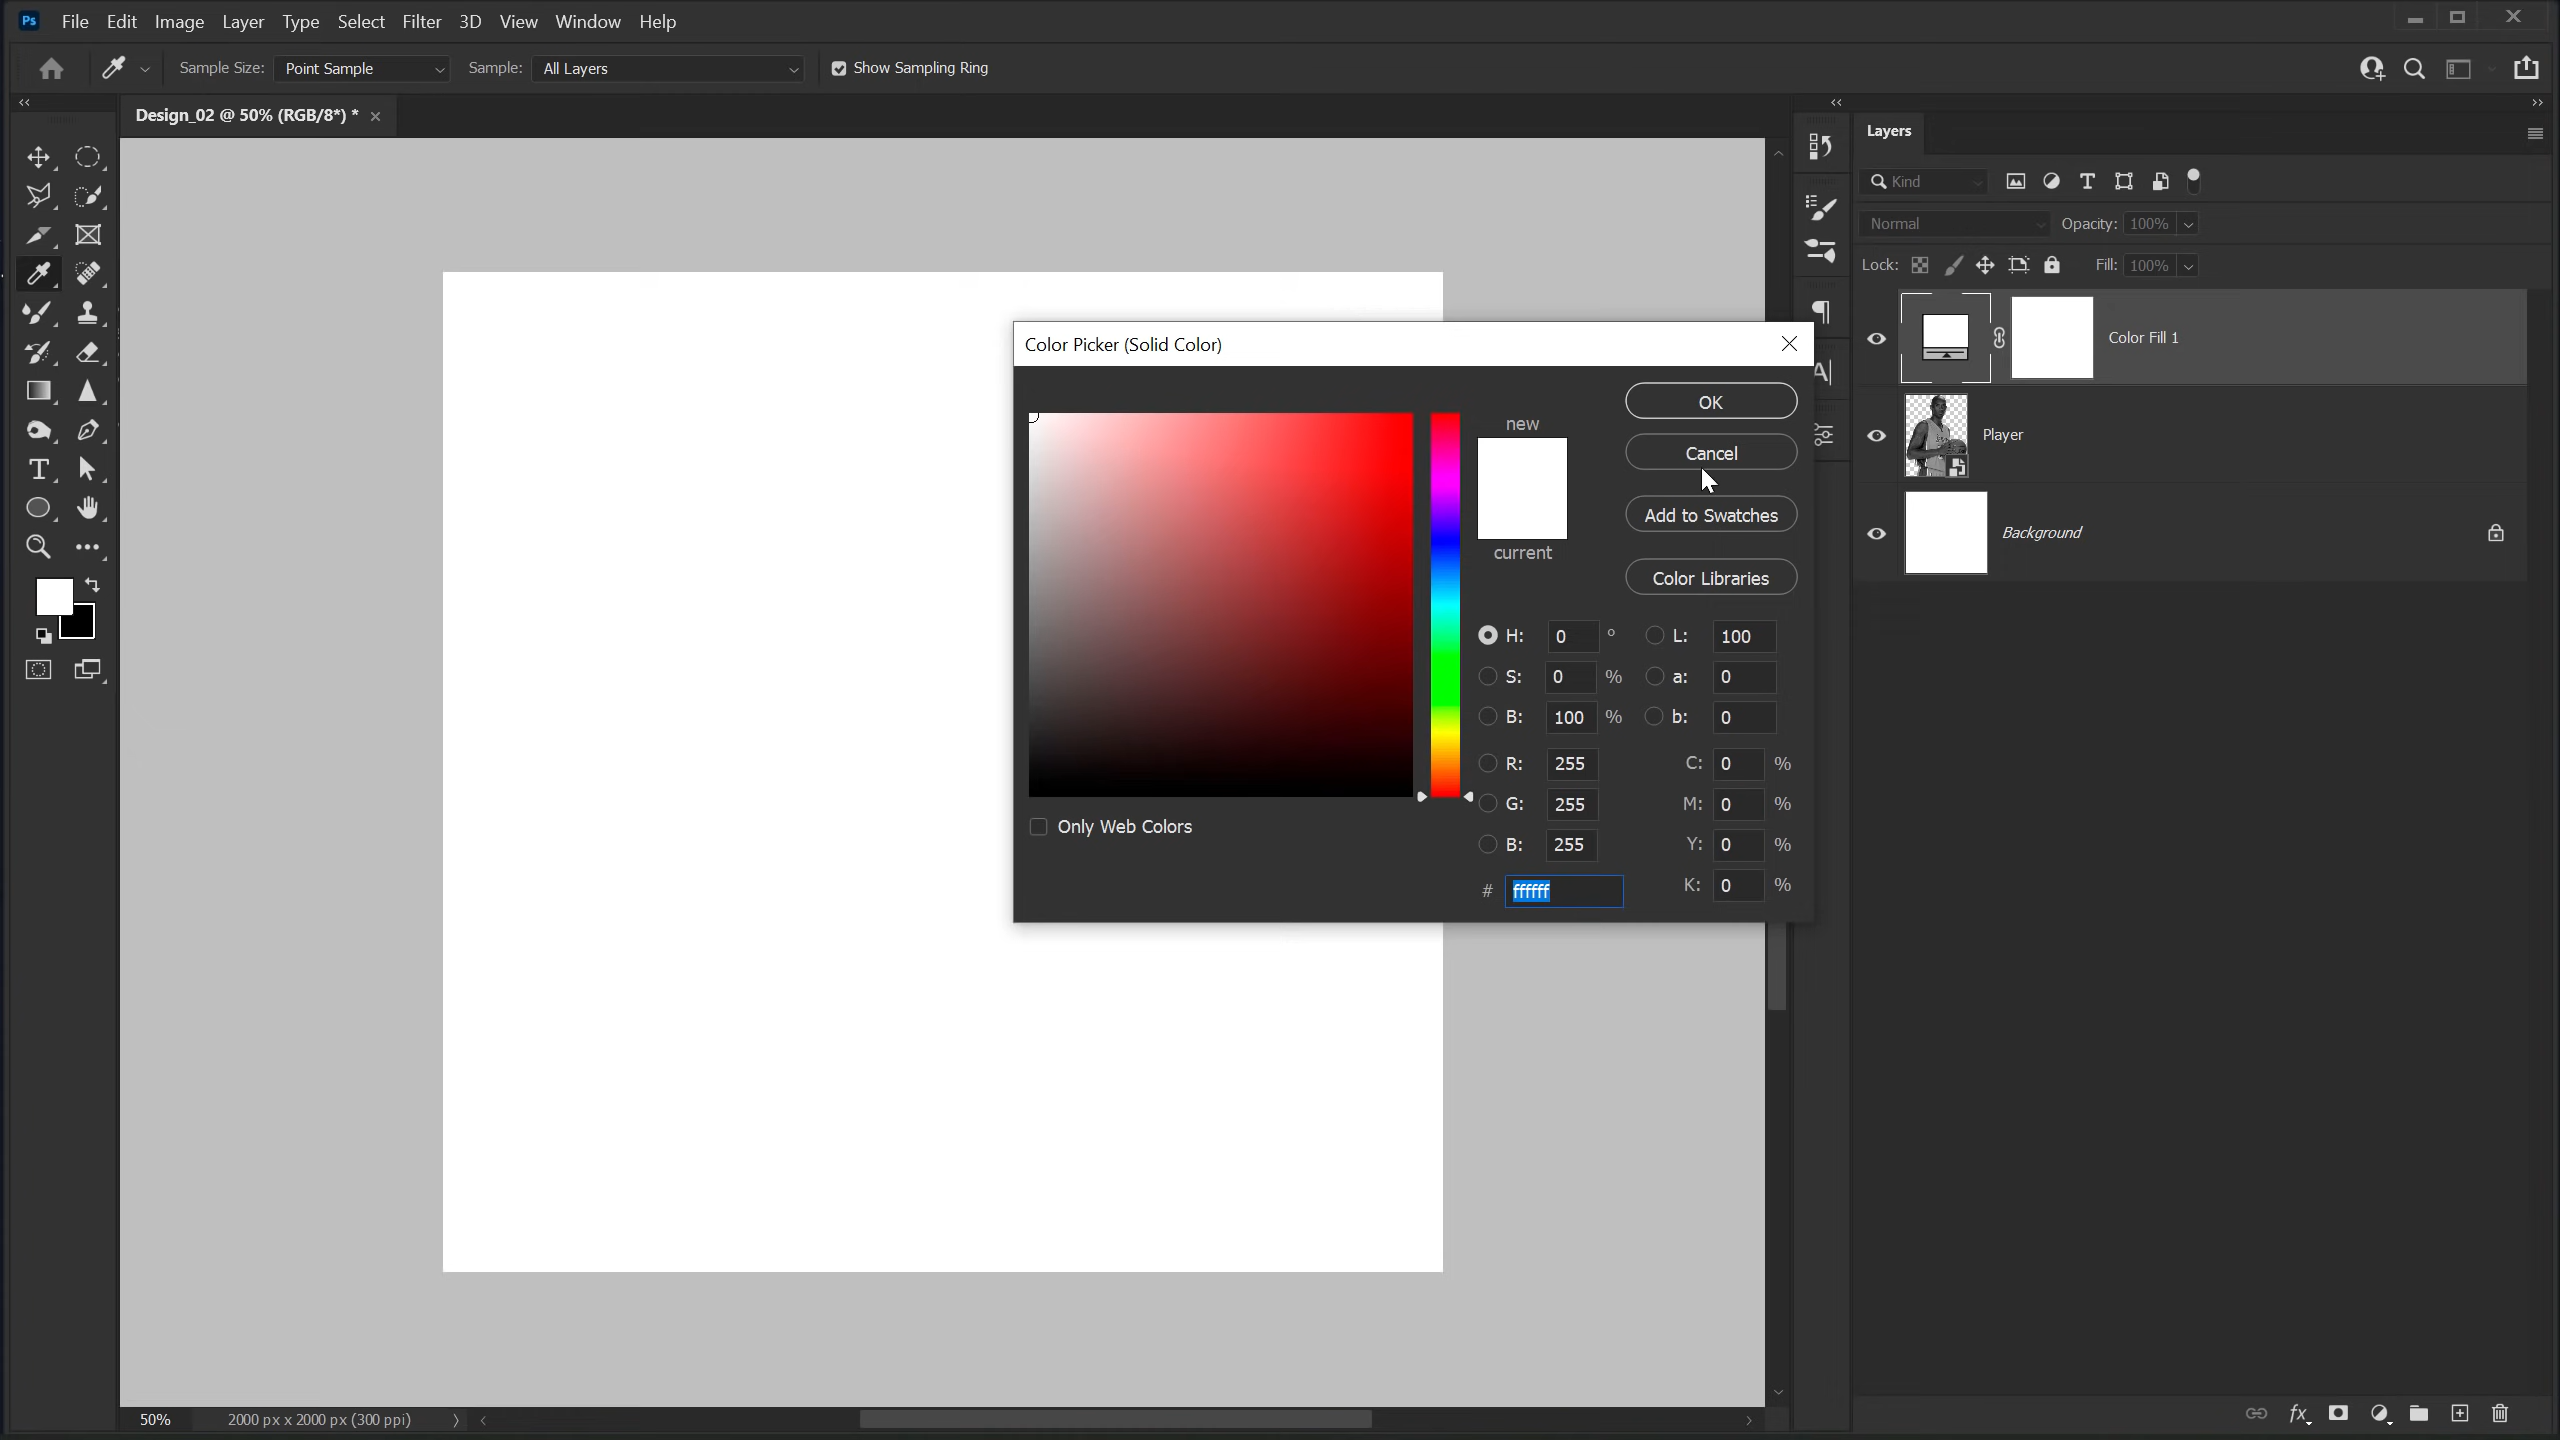 Ps File Edit Image Layer Type Select Filter 3D View Window Help
Sample Size: Point Sample Sample: All Layers Show Sampling Ring
Design_02 @ 50% (RGB/8*) *
Layers
Kind
Normal Opacity: 100%
Lock: Fill: 100%
Color Fill 1
Player
Background
Color Picker (Solid Color)
new
current
OK
Cancel
Add to Swatches
Color Libraries
H: 0 ° L: 100
S: 0 % a: 0
B: 100 % b: 0
R: 255 C: 0 %
G: 255 M: 0 %
B: 255 Y: 0 %
# ffffff K: 0 %
Only Web Colors
50% 2000 px x 2000 px (300 ppi)